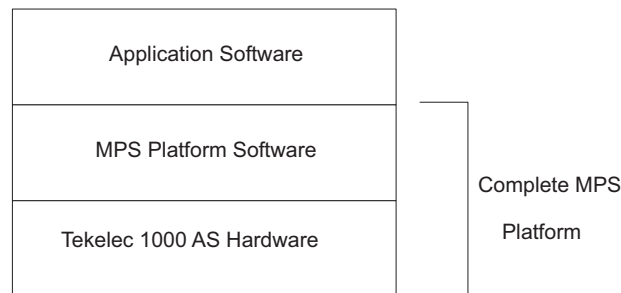 Application Software
MPS Platform Software
Tekelec 1000 AS Hardware
Complete MPS
Platform